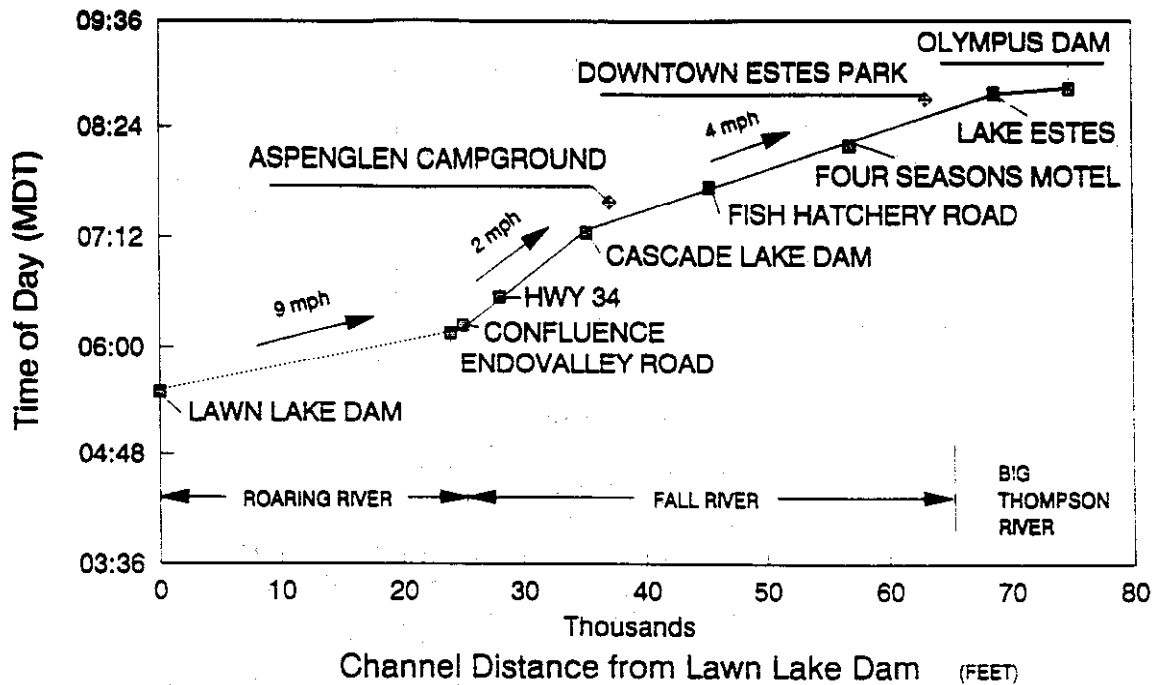 09:36
OLYMPUS DAM
DOWNTOWN ESTES PARK
08:24
4 mph
LAKE ESTES
ASPENGLEN CAMPGROUND
FOUR SEASONS MOTEL
FISH HATCHERY ROAD
07:12
2 mph
CASCADE LAKE DAM
9 mph
HWY 34
CONFLUENCE
06:00
ENDOVALLEY ROAD
LAWN LAKE DAM
04:48
ROARING RIVER
FALL RIVER
BIG
THOMPSON
RIVER
03:36
Time of Day (MDT)
0 10 20 30 40 50 60 70 80
Thousands
Channel Distance from Lawn Lake Dam (FEET)